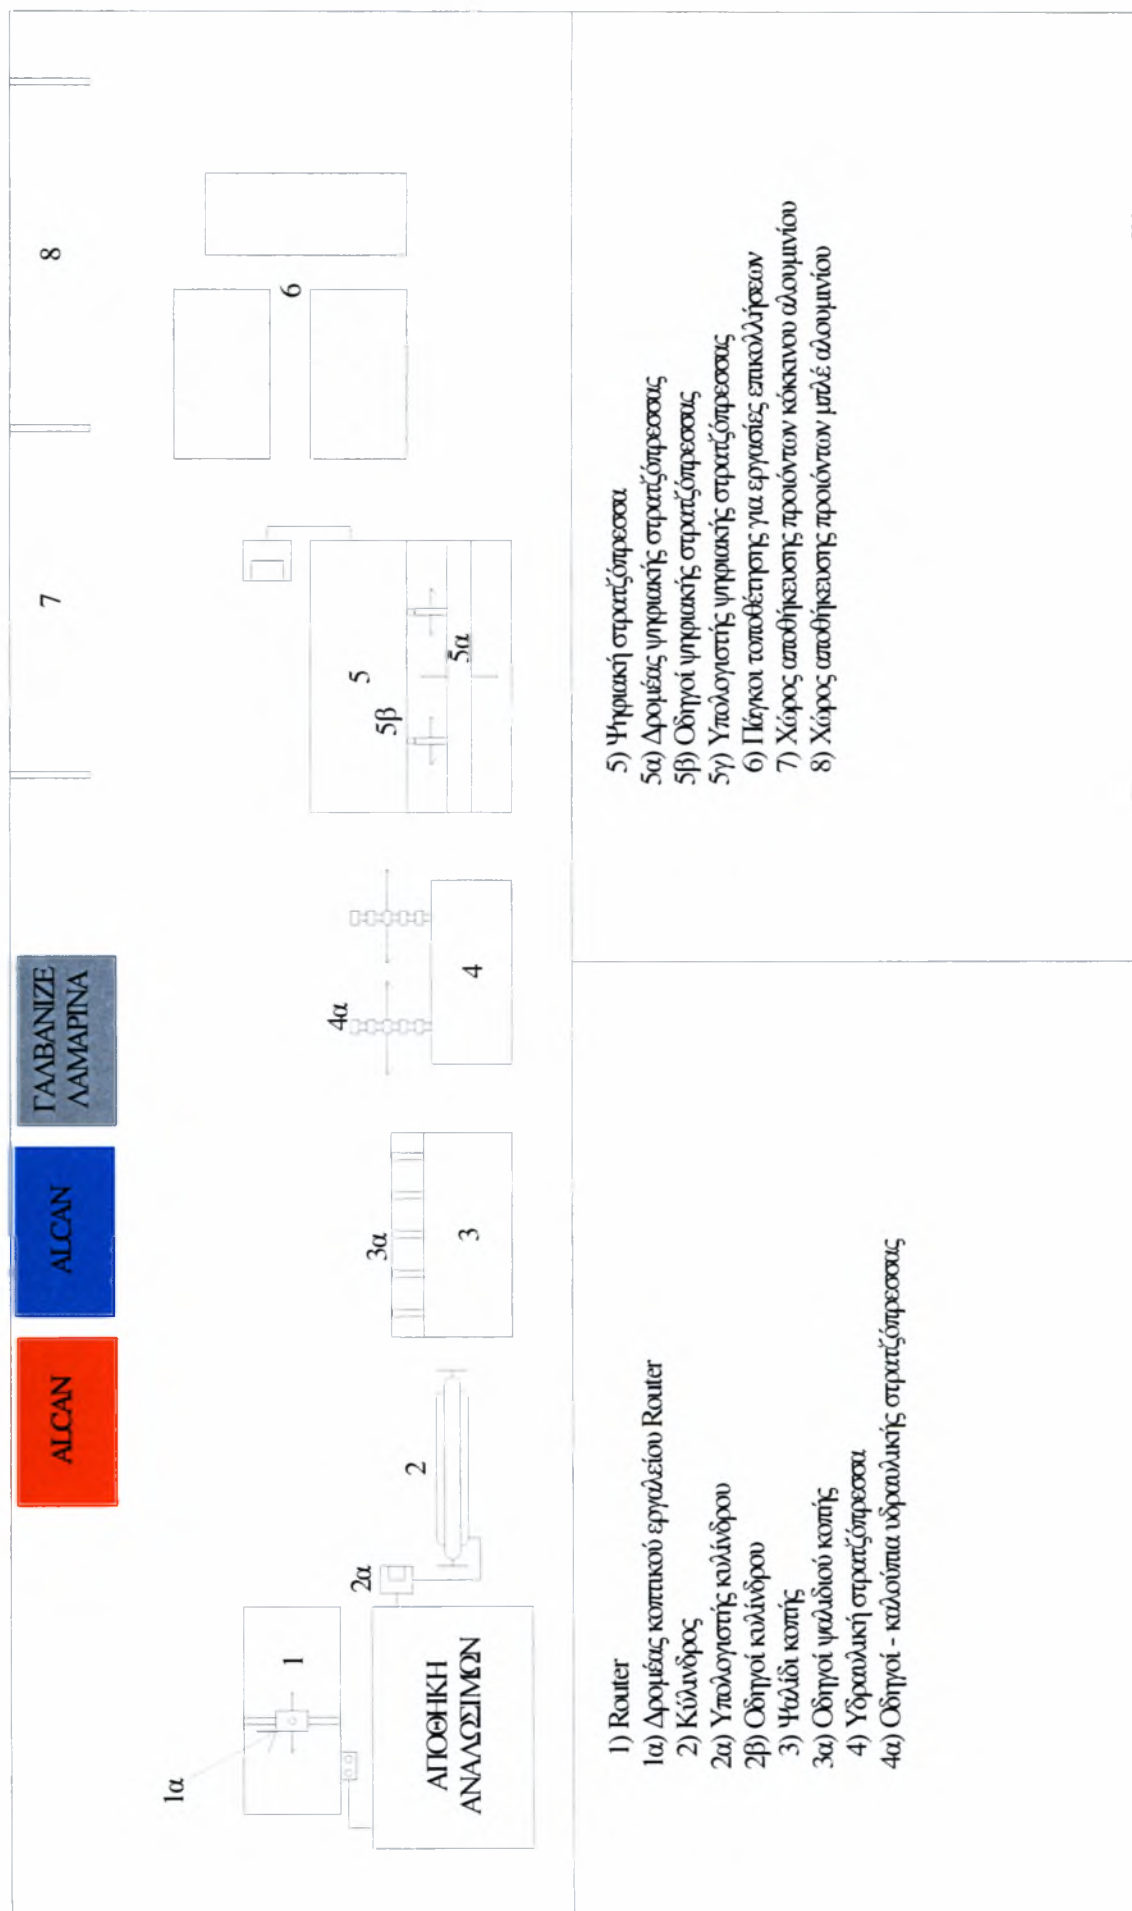 ALCAN
ALCAN
ΓΑΛΒΑΝΙΖΕ
ΛΑΜΑΡΙΝΑ
7
8
1α
1
2α
2
3α
3
4α
4
5
5β
5α
6
ΑΠΟΘΗΚΗ
ΑΝΑΛΩΣΙΜΩΝ
1) Router
1α) Δρομέας κοπτικού εργαλείου Router
2) Κύλινδρος
2α) Υπολογιστής κυλίνδρου
2β) Οδηγοί κυλίνδρου
3) Ψαλίδι κοπής
3α) Οδηγοί ψαλιδιού κοπής
4) Υδραυλική στρατζόπρεσσα
4α) Οδηγοί - καλούπια υδραυλικής στρατζόπρεσσας
5) Ψηφιακή στρατζόπρεσσα
5α) Δρομέας ψηφιακής στρατζόπρεσσας
5β) Οδηγοί ψηφιακής στρατζόπρεσσας
5γ) Υπολογιστής ψηφιακής στρατζόπρεσσας
6) Πάγκοι τοποθέτησης για εργασίες επικολλήσεων
7) Χώρος αποθήκευσης προιόντων κόκκινου αλουμινίου
8) Χώρος αποθήκευσης προιόντων μπλέ αλουμινίου